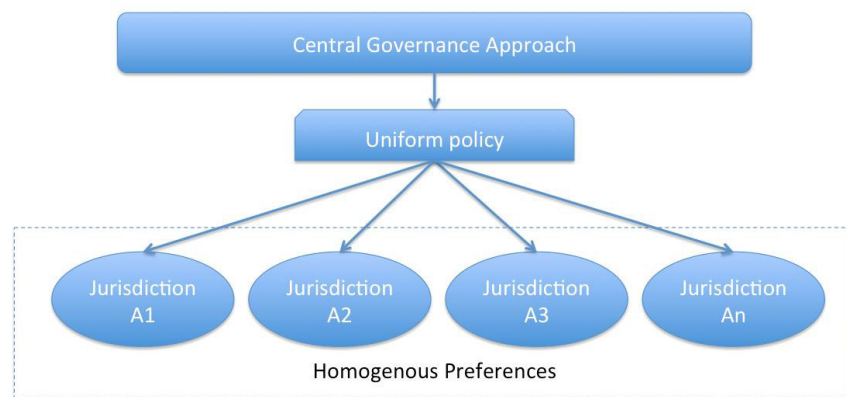 Central Governance Approach
Uniform policy
Jurisdiction
A1
Jurisdiction
A2
Jurisdiction
A3
Jurisdiction
An
Homogenous Preferences